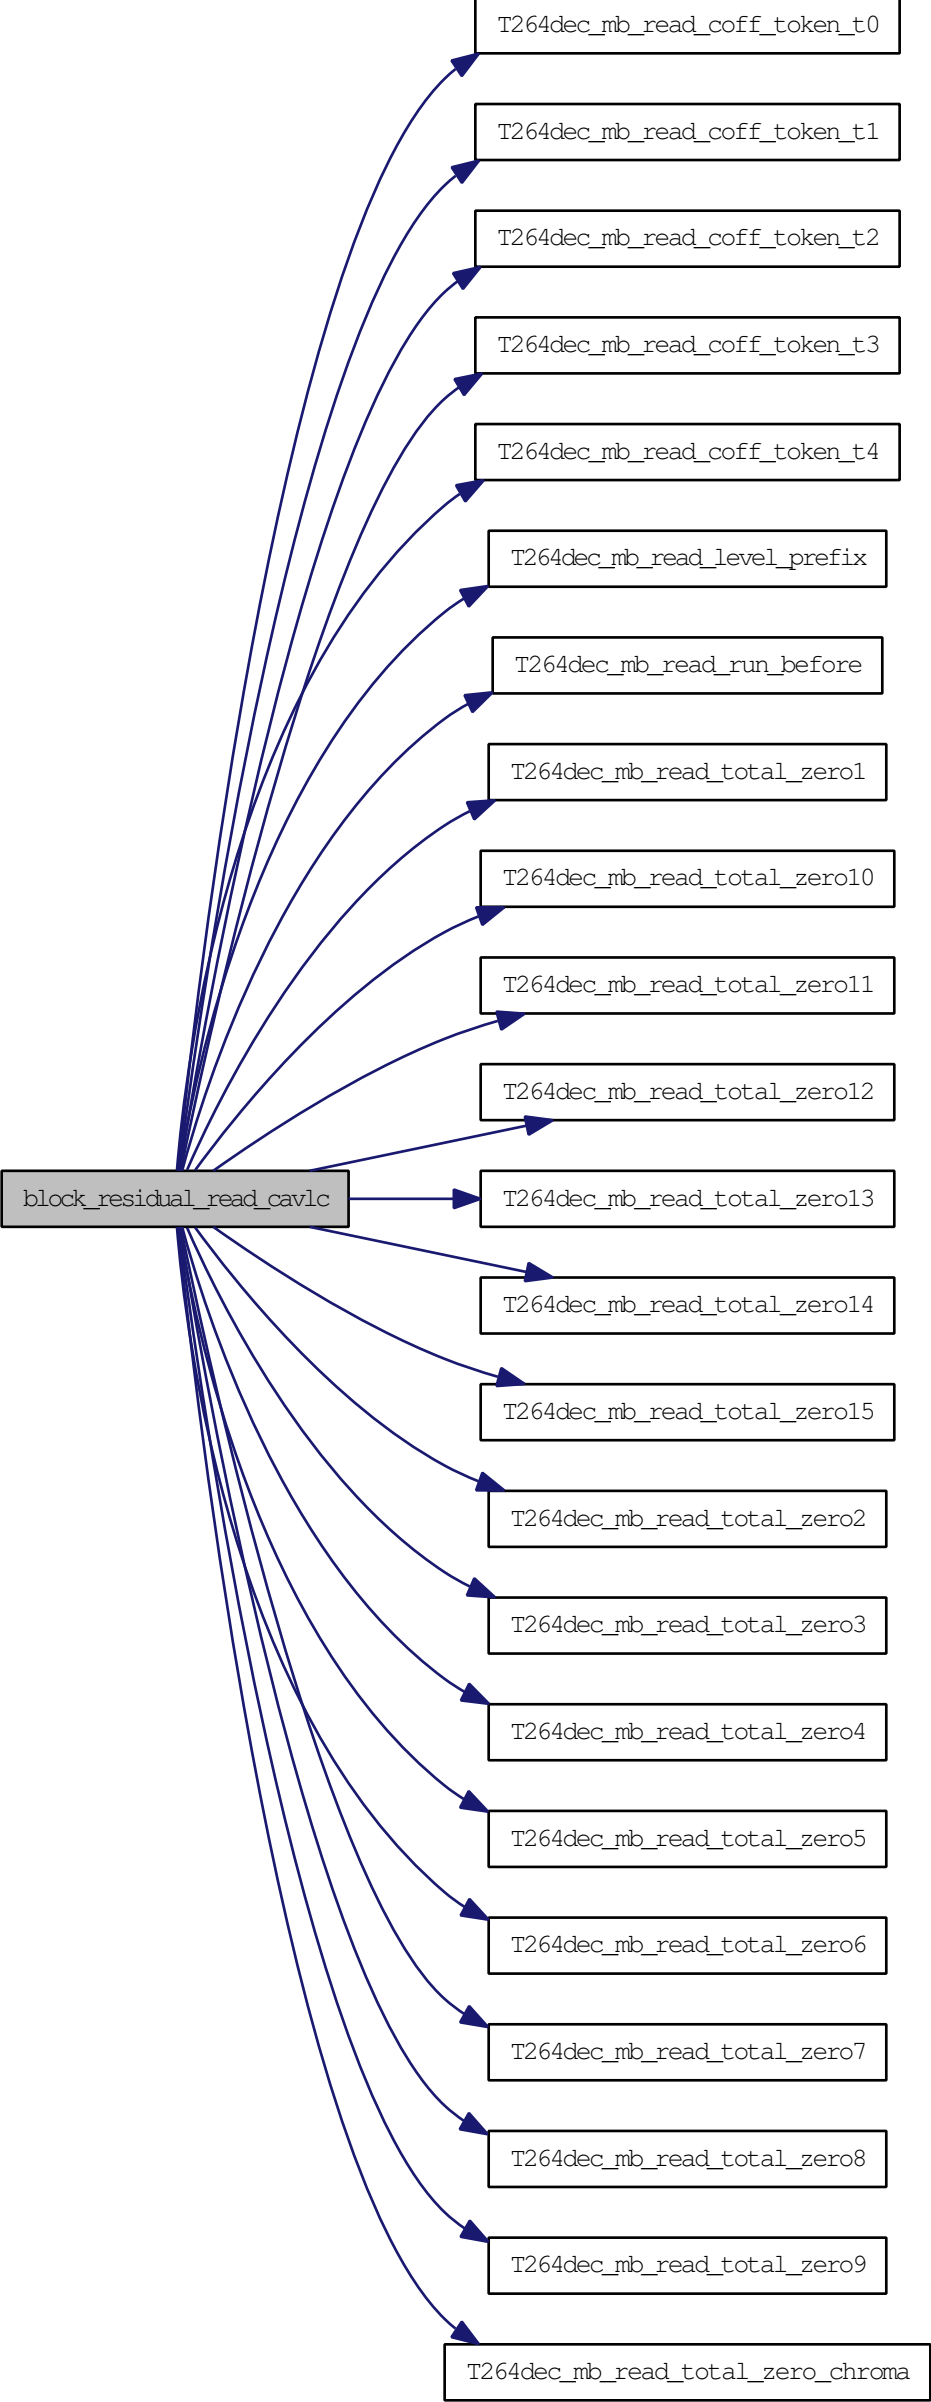 T264dec_mb_read_coff_token_t0
T264dec_mb_read_coff_token_t1
T264dec_mb_read_coff_token_t2
T264dec_mb_read_coff_token_t3
T264dec_mb_read_coff_token_t4
T264dec_mb_read_level_prefix
T264dec_mb_read_run_before
T264dec_mb_read_total_zero1
T264dec_mb_read_total_zero10
T264dec_mb_read_total_zero11
T264dec_mb_read_total_zero12
block_residual_read_cavlc
T264dec_mb_read_total_zero13
T264dec_mb_read_total_zero14
T264dec_mb_read_total_zero15
T264dec_mb_read_total_zero2
T264dec_mb_read_total_zero3
T264dec_mb_read_total_zero4
T264dec_mb_read_total_zero5
T264dec_mb_read_total_zero6
T264dec_mb_read_total_zero7
T264dec_mb_read_total_zero8
T264dec_mb_read_total_zero9
T264dec_mb_read_total_zero_chroma